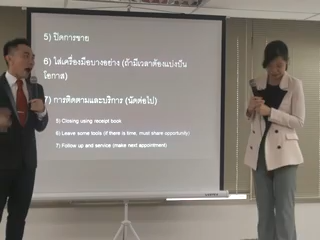 5) ปิดการขาย
6) ใส่เครื่องมือบางอย่าง (ถ้ามีเวลาต้องแบ่งปัน
โอกาส)
7) การติดตามและบริการ (นัดต่อไป)
5) Closing using receipt book
6) Leave some tools (if there is time, must share opportunity)
7) Follow up and service (make next appointment)